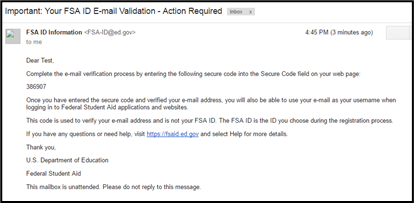 Important: Your FSA ID E-mail Validation - Action Required Inbox x
FSA ID Information <FSA-ID@ed.gov> 4:45 PM (3 minutes ago)
to me
Dear Test,
Complete the e-mail verification process by entering the following secure code into the Secure Code field on your web page:
386907
Once you have entered the secure code and verified your e-mail address, you will also be able to use your e-mail as your username when
logging in to Federal Student Aid applications and websites.
This code is used to verify your e-mail address and is not your FSA ID. The FSA ID is the ID you choose during the registration process.
If you have any questions or need help, visit https://fsaid.ed.gov and select Help for more details.
Thank you,
U.S. Department of Education
Federal Student Aid
This mailbox is unattended. Please do not reply to this message.